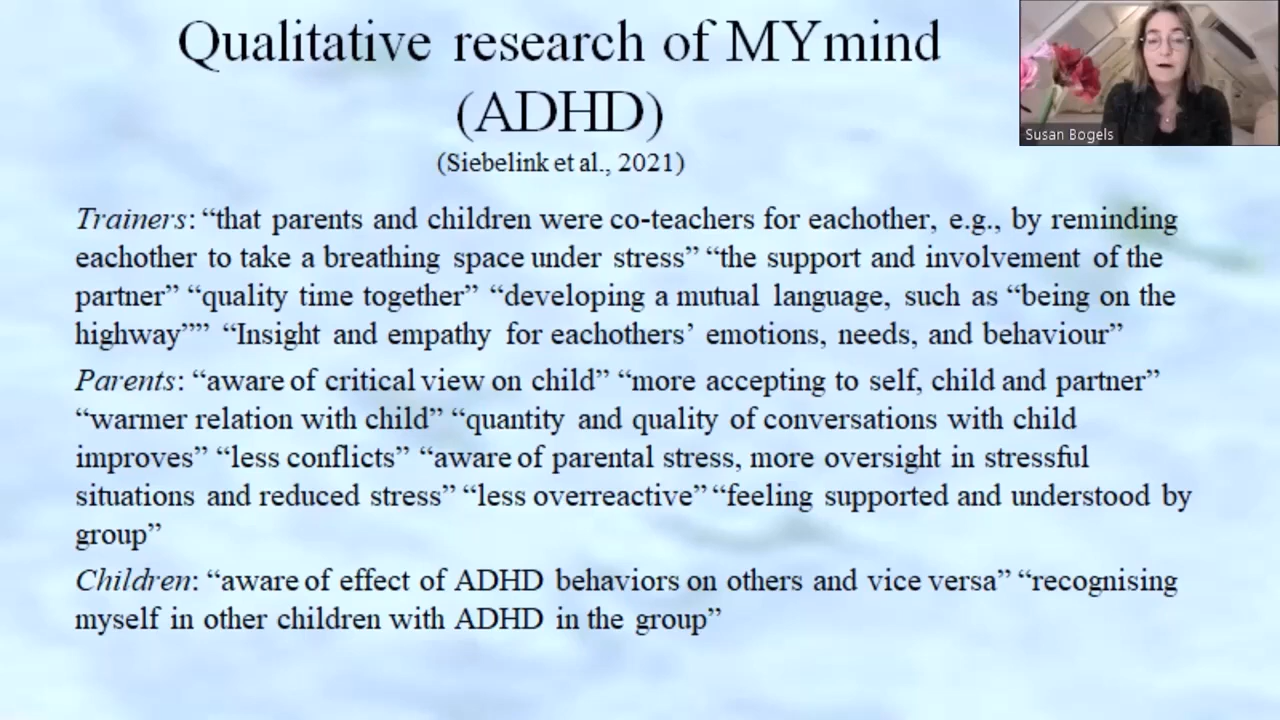 Qualitative research of MYmind
(ADHD)
(Siebelink et al., 2021)
Susan Bogels
Trainers: “that parents and children were co-teachers for eachother, e.g., by reminding
eachother to take a breathing space under stress” “the support and involvement of the
partner” “quality time together” “developing a mutual language, such as “being on the
highway”” “Insight and empathy for eachothers’ emotions, needs, and behaviour”
Parents: “aware of critical view on child” “more accepting to self, child and partner”
“warmer relation with child” “quantity and quality of conversations with child
improves” “less conflicts” “aware of parental stress, more oversight in stressful
situations and reduced stress” “less overreactive” “feeling supported and understood by
group”
Children: “aware of effect of ADHD behaviors on others and vice versa” “recognising
myself in other children with ADHD in the group”